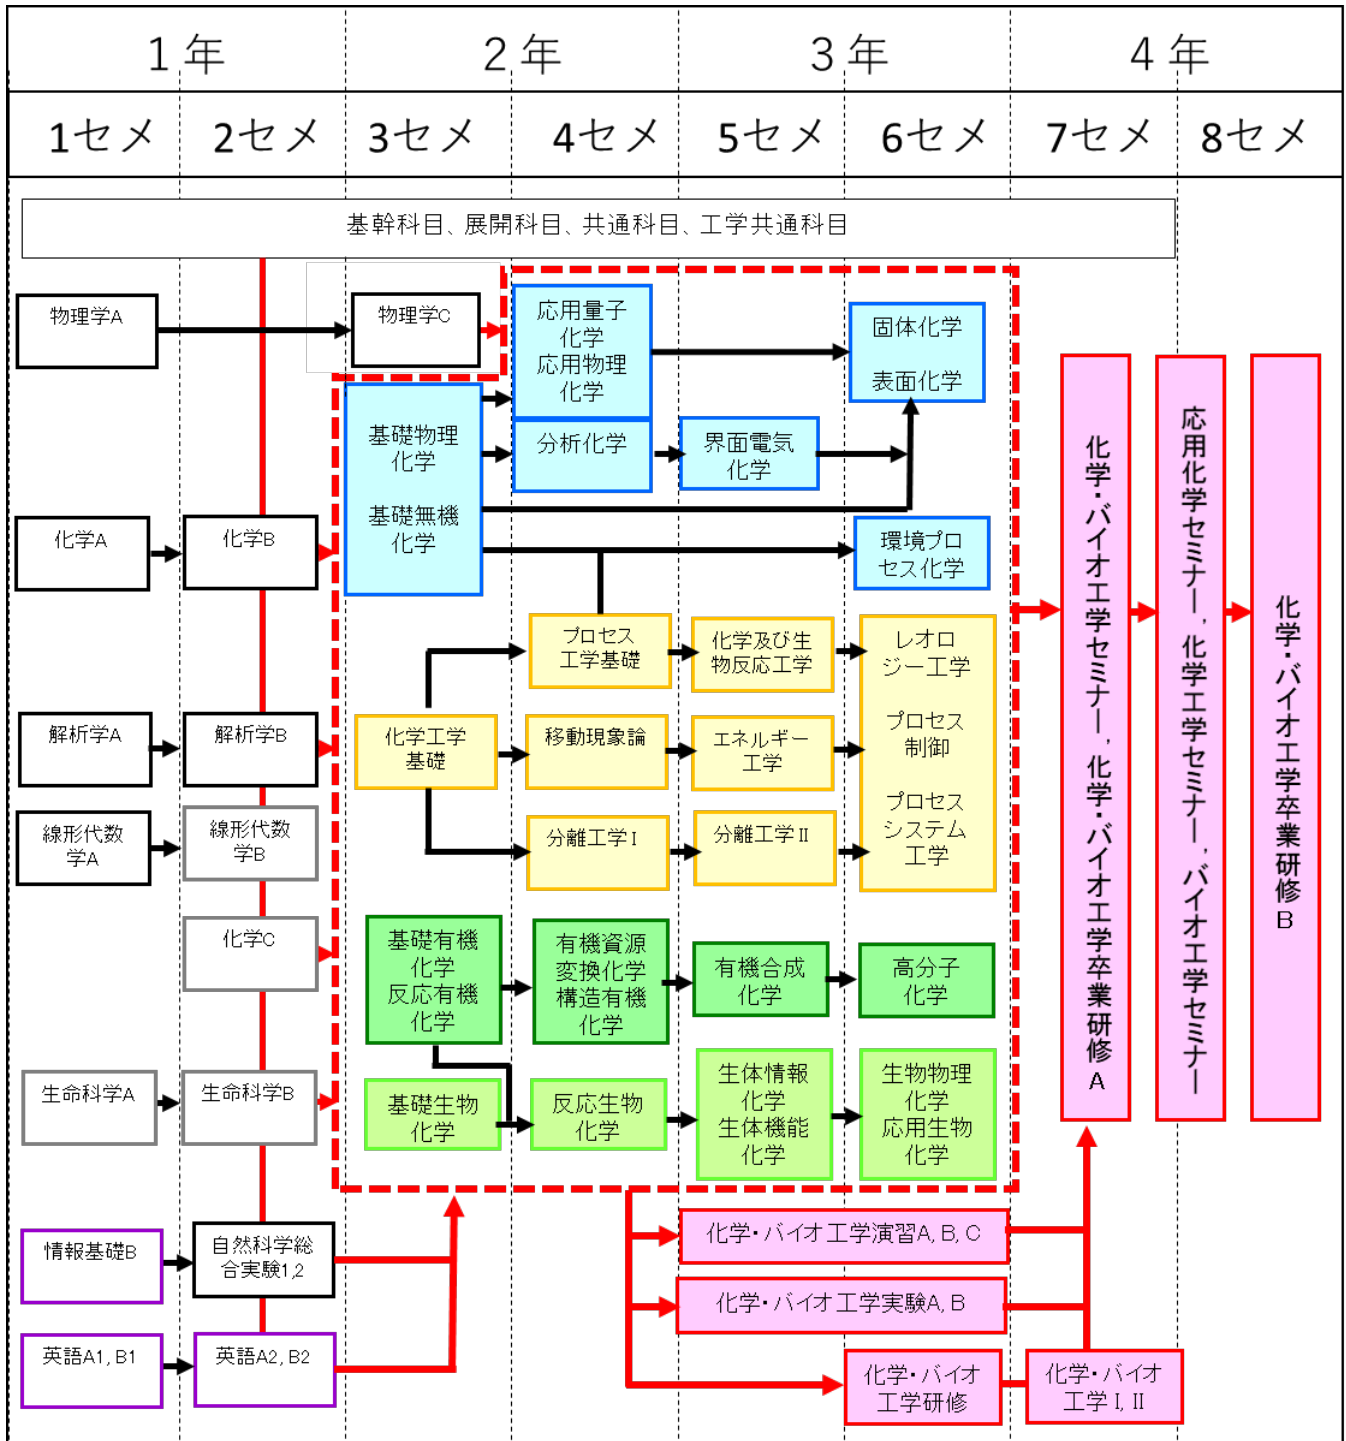 1年
2年
3年
4年
1セメ
2セメ
3セメ
4セメ
5セメ
6セメ
7セメ
8セメ
基幹科目、展開科目、共通科目、工学共通科目
物理学A
物理学C
応用量子
化学
応用物理
化学
固体化学
表面化学
基礎物理
化学
基礎無機
化学
分析化学
界面電気
化学
化学A
化学B
環境プロ
セス化学
プロセス
工学基礎
化学及び生
物反応工学
レオロ
ジー工学
プロセス
制御
プロセス
システム
工学
解析学A
解析学B
化学工学
基礎
移動現象論
エネルギー
工学
線形代数
学A
線形代数
学B
分離工学I
分離工学II
化学C
基礎有機
化学
反応有機
化学
有機資源
変換化学
構造有機
化学
有機合成
化学
高分子
化学
生命科学A
生命科学B
基礎生物
化学
反応生物
化学
生体情報
化学
生体機能
化学
生物物理
化学
応用生物
化学
情報基礎B
自然科学総
合実験1,2
英語A1, B1
英語A2, B2
化学・バイオ工学演習A, B, C
化学・バイオ工学実験A, B
化学・バイオ
工学研修
化学・バイオ
工学 I, II
化学・バイオ工学セミナー, 化学・バイオ工学卒業研修A
応用化学セミナー, 化学工学セミナー, バイオ工学セミナー
化学・バイオ工学卒業研修B